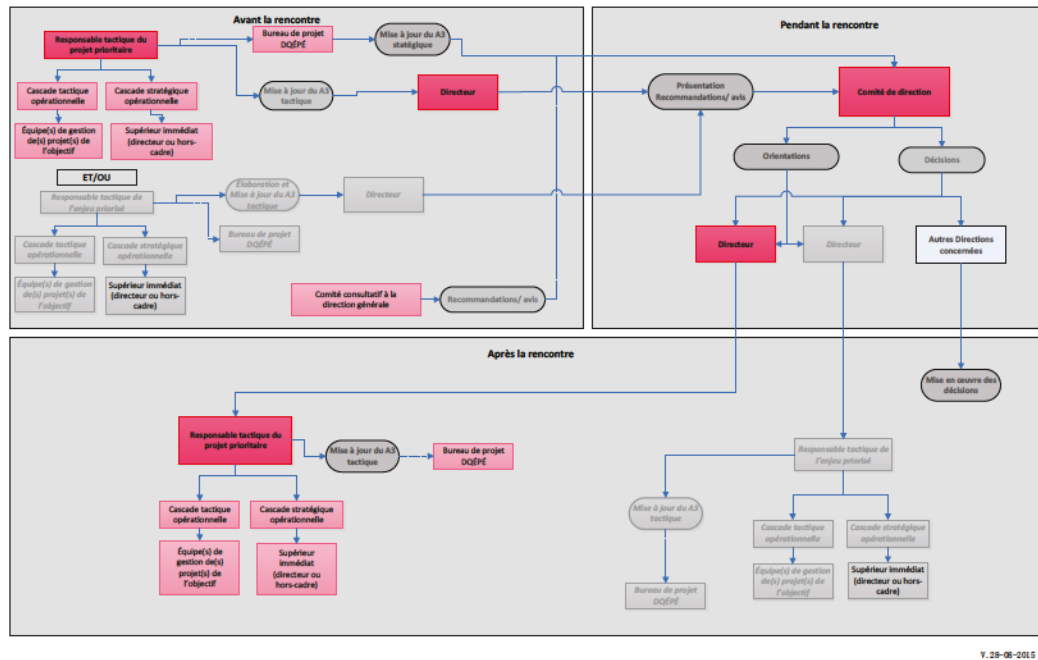 Avant la rencontre
Responsable tactique du
projet prioritaire
Bureau de projet
DQÉPÉ
Mise à jour du A3
statégique
Cascade tactique
opérationnelle
Cascade stratégique
opérationnelle
Mise à jour du A3
tactique
Directeur
Équipe(s) de gestion
de(s) projet(s) de
l'objectif
Supérieur immédiat
(directeur ou hors-
cadre)
ET/OU
Responsable tactique de
l'enjeu priorisé
Élaboration et
Mise à jour du A3
tactique
Directeur
Bureau de projet
DQÉPÉ
Cascade tactique
opérationnelle
Cascade stratégique
opérationnelle
Équipe(s) de gestion
de(s) projet(s) de
l'objectif
Supérieur immédiat
(directeur ou hors-
cadre)
Comité consultatif à la
direction générale
Recommandations/ avis
Pendant la rencontre
Présentation
Recommandations/ avis
Comité de direction
Orientations
Décisions
Directeur
Directeur
Autres Directions
concernées
Après la rencontre
Mise en œuvre des
décisions
Responsable tactique du
projet prioritaire
Mise à jour du A3
tactique
Bureau de projet
DQÉPÉ
Cascade tactique
opérationnelle
Cascade stratégique
opérationnelle
Équipe(s) de
gestion de(s)
projet(s) de
l'objectif
Supérieur
immédiat
(directeur ou
hors-cadre)
Responsable tactique de
l'enjeu priorisé
Mise à jour du A3
tactique
Bureau de projet
DQÉPÉ
Cascade tactique
opérationnelle
Cascade stratégique
opérationnelle
Équipe(s) de gestion
de(s) projet(s) de
l'objectif
Supérieur immédiat
(directeur ou hors-
cadre)
V.28-08-2015